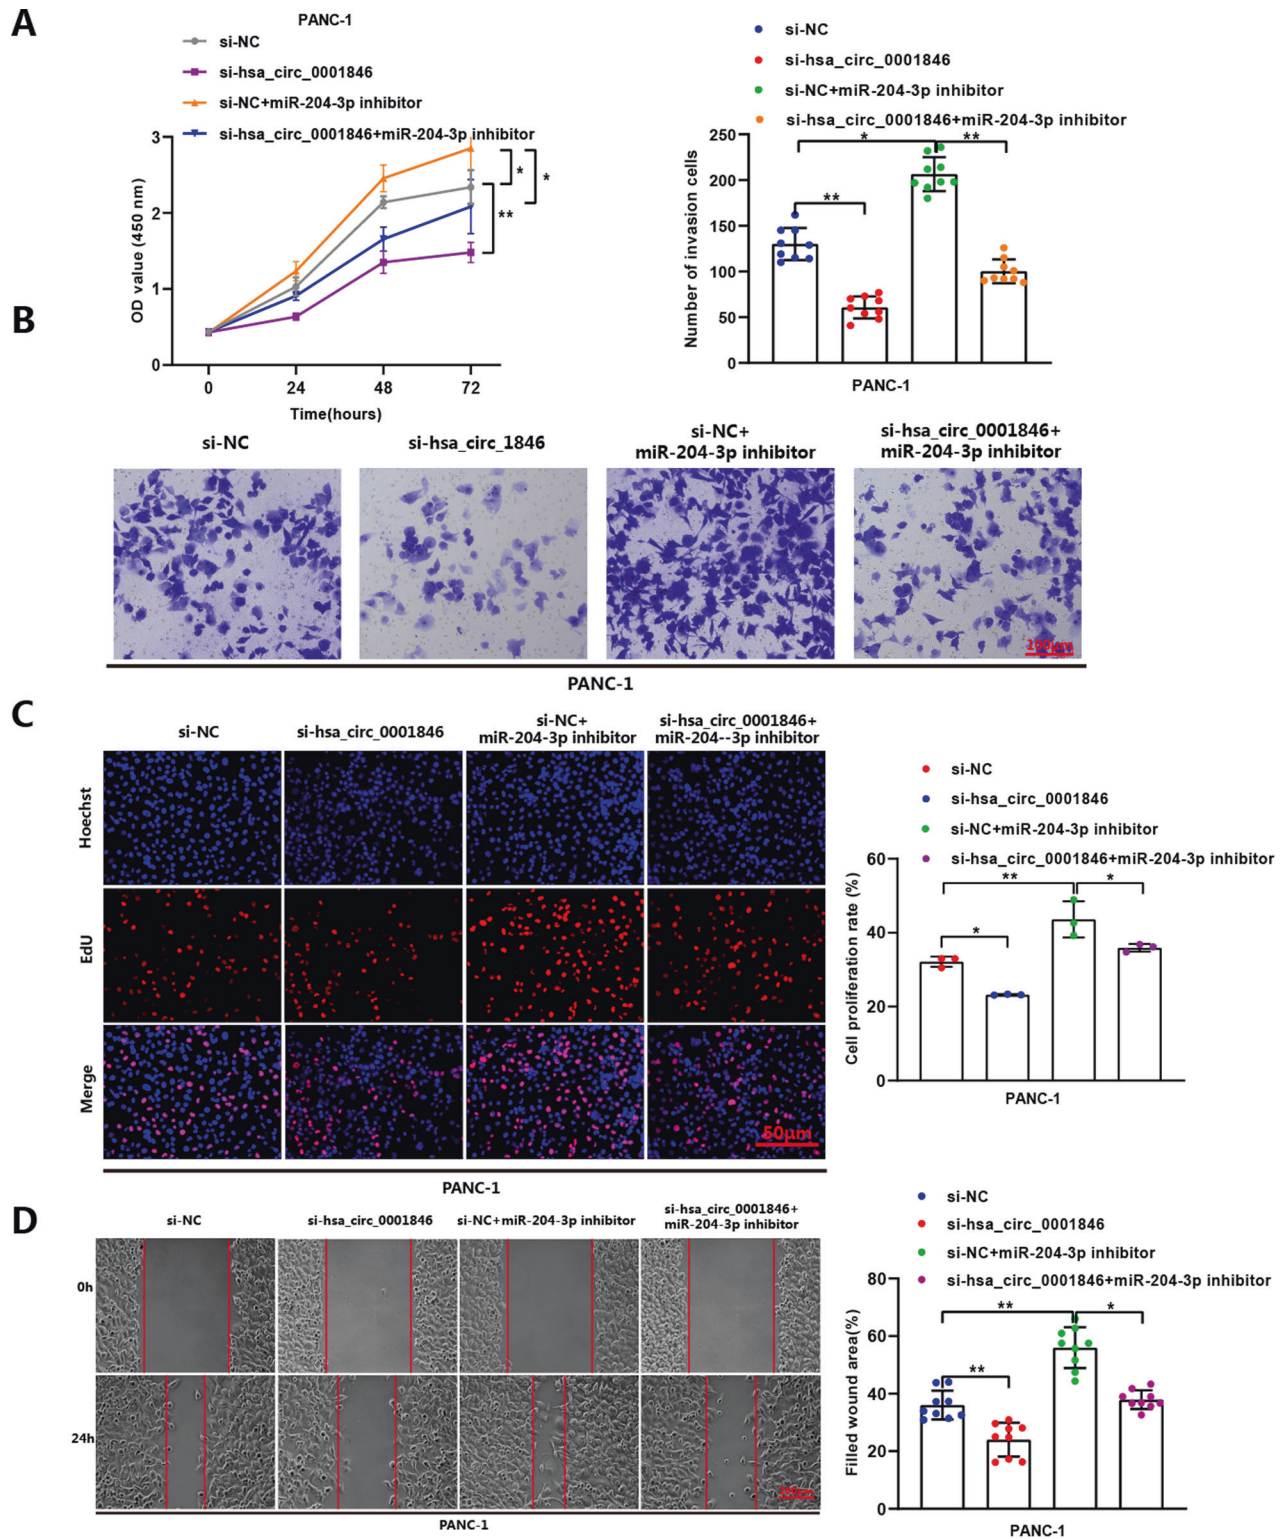 A
PANC-1
si-NC
si-hsa_circ_0001846
si-NC+miR-204-3p inhibitor
si-hsa_circ_0001846+miR-204-3p inhibitor
OD value (450 nm)
3
2
1
0
*
*
**
0 24 48 72
Time(hours)
si-NC
si-hsa_circ_0001846
si-NC+miR-204-3p inhibitor
si-hsa_circ_0001846+miR-204-3p inhibitor
Number of invasion cells
250
200
150
100
50
0
* **
**
PANC-1
B
si-NC
si-hsa_circ_1846
si-NC+
miR-204-3p inhibitor
si-hsa_circ_0001846+
miR-204-3p inhibitor
100μm
PANC-1
C
si-NC
si-hsa_circ_0001846
si-NC+
miR-204-3p inhibitor
si-hsa_circ_0001846+
miR-204--3p inhibitor
Hoechst
EdU
Merge
50μm
PANC-1
si-NC
si-hsa_circ_0001846
si-NC+miR-204-3p inhibitor
si-hsa_circ_0001846+miR-204-3p inhibitor
Cell proliferation rate (%)
60
40
20
0
** *
*
PANC-1
D
si-NC
si-hsa_circ_0001846
si-NC+miR-204-3p inhibitor
si-hsa_circ_0001846+
miR-204-3p inhibitor
0h
24h
PANC-1
si-NC
si-hsa_circ_0001846
si-NC+miR-204-3p inhibitor
si-hsa_circ_0001846+miR-204-3p inhibitor
Filled wound area(%)
80
60
40
20
0
** *
**
PANC-1